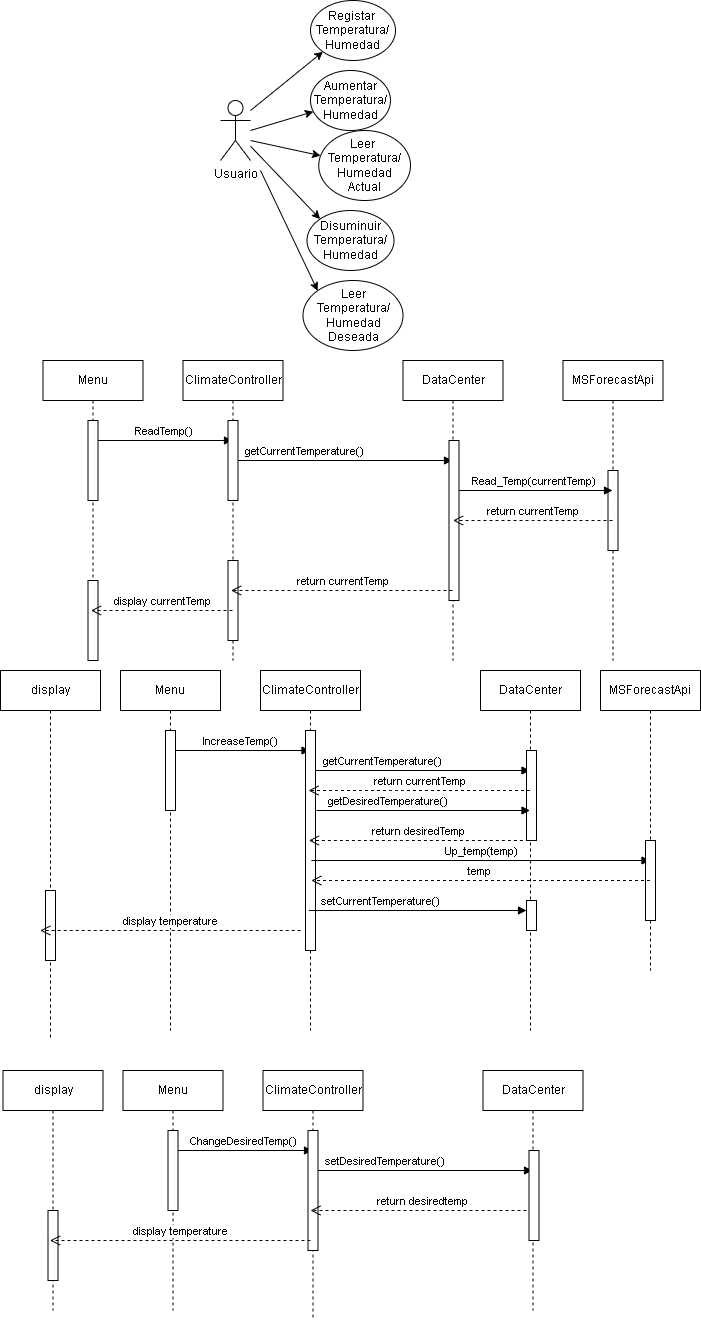 Registar
Temperatura/
Humedad
Aumentar
Temperatura/
Humedad
Leer
Temperatura/
Humedad
Actual
Usuario
Disuminuir
Temperatura/
Humedad
Leer
Temperatura/
Humedad
Deseada
Menu
ClimateController
DataCenter
MSForecastApi
ReadTemp()
getCurrentTemperature()
Read_Temp(currentTemp)
return currentTemp
return currentTemp
display currentTemp
display
Menu
ClimateController
DataCenter
MSForecastApi
IncreaseTemp()
getCurrentTemperature()
return currentTemp
getDesiredTemperature()
return desiredTemp
Up_temp(temp)
temp
setCurrentTemperature()
display temperature
display
Menu
ClimateController
DataCenter
ChangeDesiredTemp()
setDesiredTemperature()
return desiredtemp
display temperature